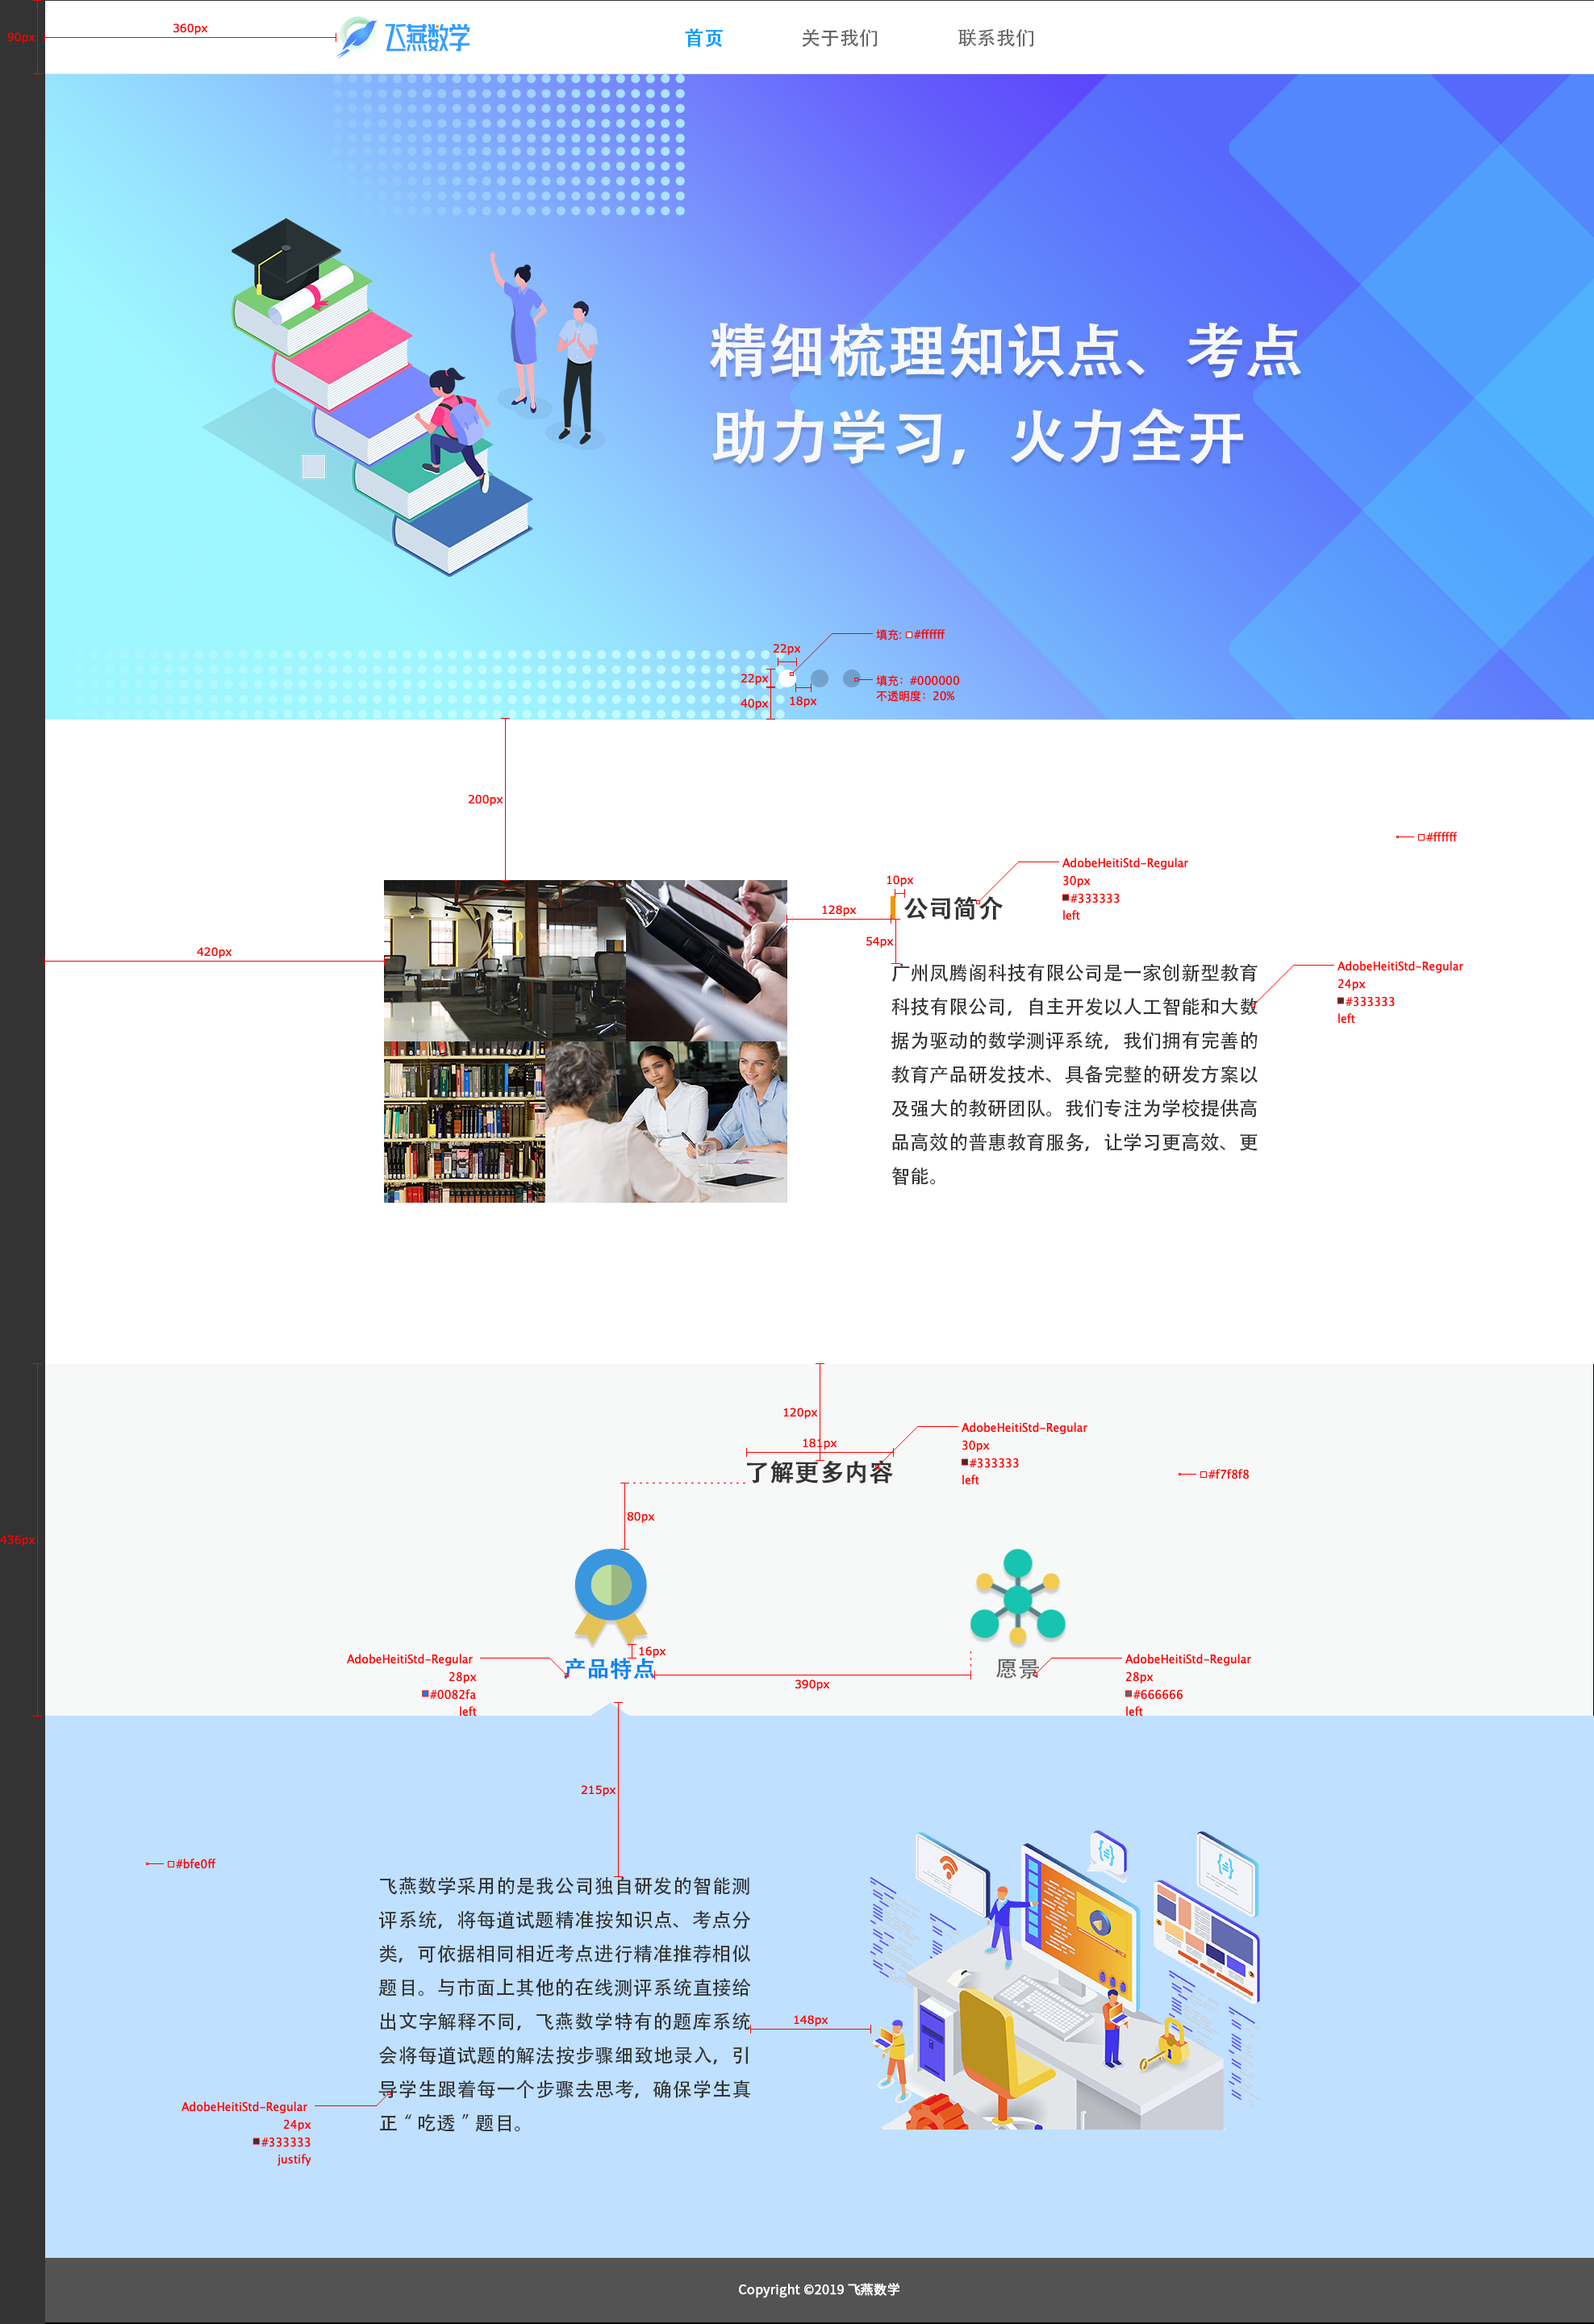 90px
360px
飞燕数学
首页
关于我们
联系我们
精细梳理知识点、考点
助力学习，火力全开
填充: #ffffff
22px
22px
填充：#000000
不透明度：20%
40px
18px
200px
#ffffff
AdobeHeitiStd-Regular
30px
#333333
left
10px
公司简介
128px
54px
420px
广州凤腾阁科技有限公司是一家创新型教育
科技有限公司，自主开发以人工智能和大数
据为驱动的数学测评系统，我们拥有完善的
教育产品研发技术、具备完整的研发方案以
及强大的教研团队。我们专注为学校提供高
品高效的普惠教育服务，让学习更高效、更
智能。
AdobeHeitiStd-Regular
24px
#333333
left
120px
AdobeHeitiStd-Regular
30px
#333333
left
181px
了解更多内容
#f7f8f8
80px
436px
16px
AdobeHeitiStd-Regular
28px
#0082fa
left
产品特点
390px
愿景
AdobeHeitiStd-Regular
28px
#666666
left
215px
#bfe0ff
飞燕数学采用的是我公司独自研发的智能测
评系统，将每道试题精准按知识点、考点分
类，可依据相同相近考点进行精准推荐相似
题目。与市面上其他的在线测评系统直接给
出文字解释不同，飞燕数学特有的题库系统
会将每道试题的解法按步骤细致地录入，引
导学生跟着每一个步骤去思考，确保学生真
正“吃透”题目。
148px
AdobeHeitiStd-Regular
24px
#333333
justify
Copyright ©2019 飞燕数学